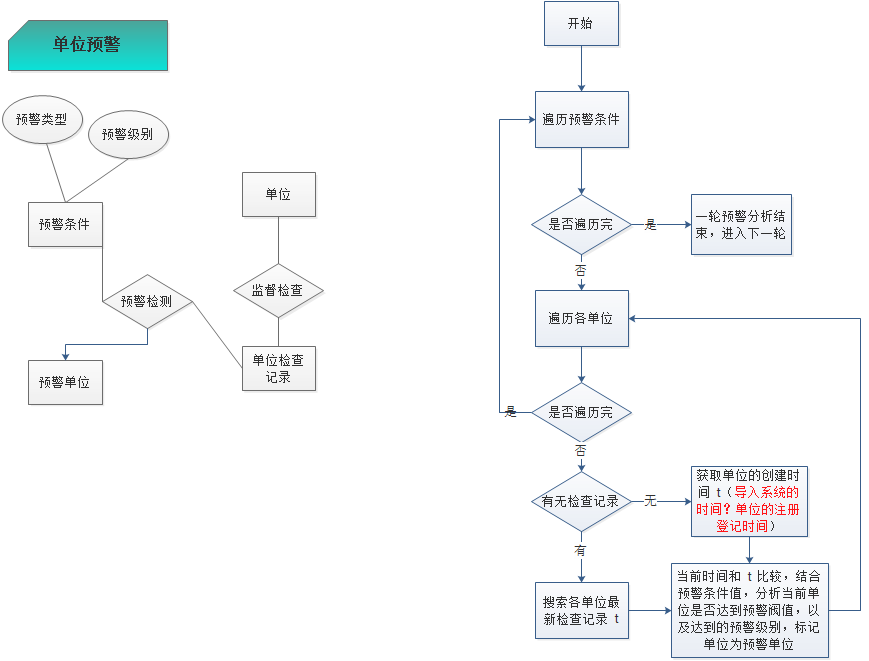 单位预警
预警类型
预警级别
预警条件
单位
预警检测
监督检查
预警单位
单位检查
记录
开始
遍历预警条件
是否遍历完
是
一轮预警分析结
束，进入下一轮
否
遍历各单位
是否遍历完
是
否
有无检查记录
无
获取单位的创建时
间 t（导入系统的
时间？单位的注册
登记时间）
有
搜索各单位最
新检查记录 t
当前时间和 t 比较，结合
预警条件值，分析当前单
位是否达到预警阀值，以
及达到的预警级别，标记
单位为预警单位